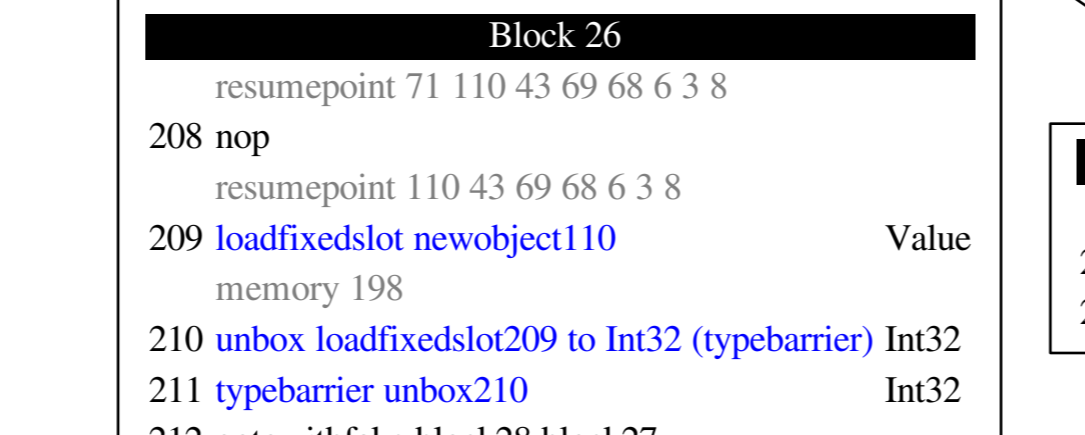 Block 26
resumepoint 71 110 43 69 68 6 3 8
208 nop
resumepoint 110 43 69 68 6 3 8
209 loadfixedslot newobject110 Value
memory 198
210 unbox loadfixedslot209 to Int32 (typebarrier) Int32
211 typebarrier unbox210 Int32